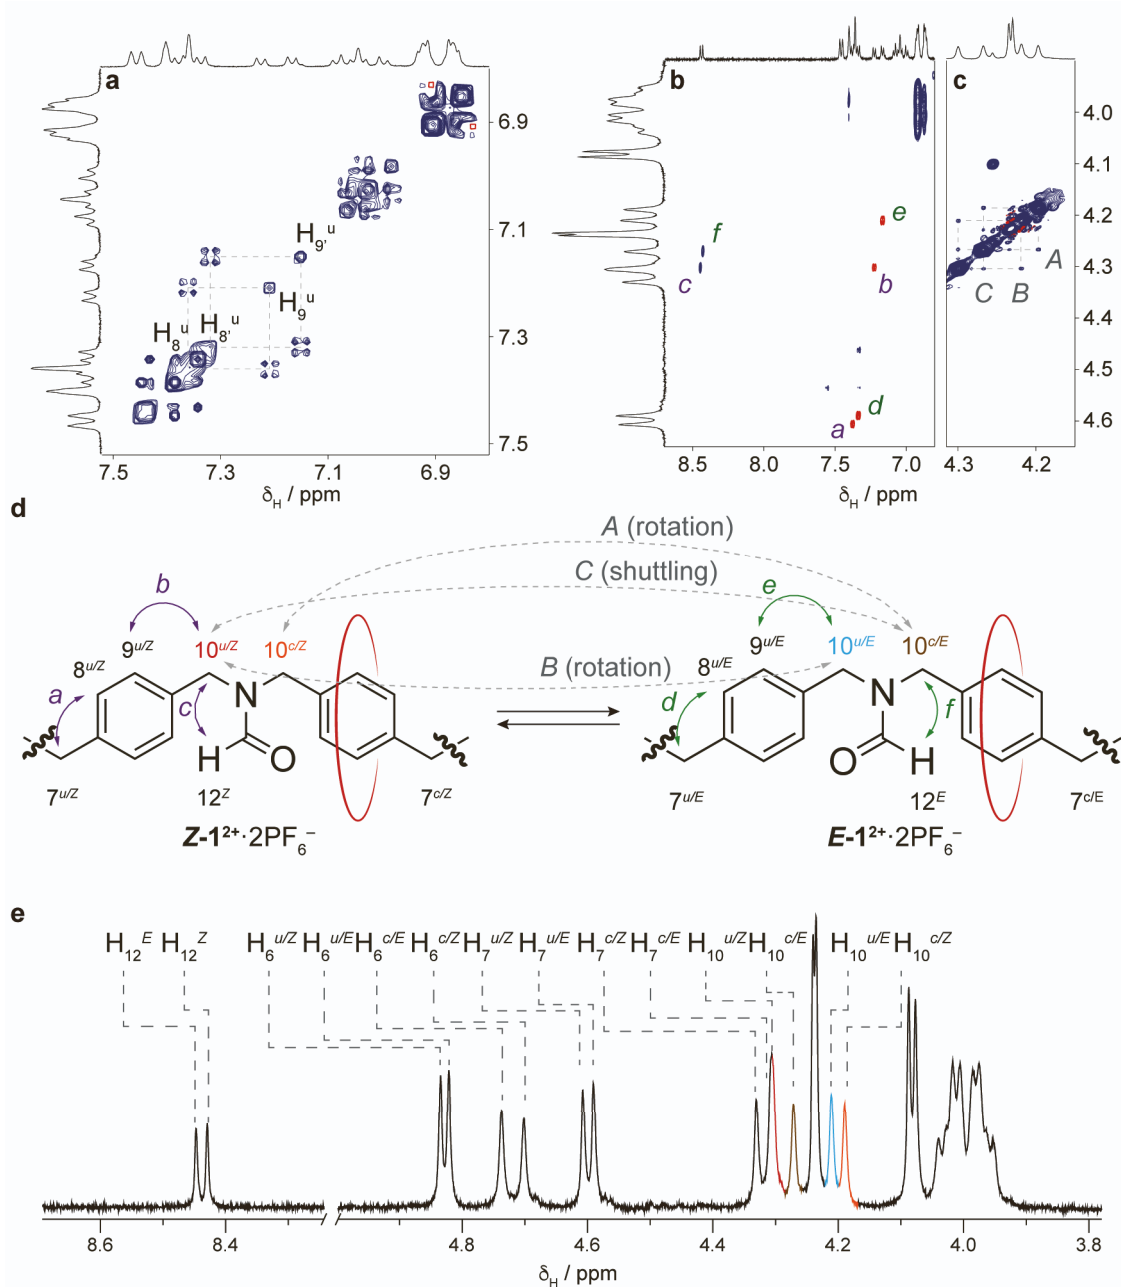 a
H₉'ᵘ
H₉ᵘ
H₈ᵘ
H₈'ᵘ
6.9
7.1
7.3
7.5
7.5 7.3 7.1 6.9
δH / ppm
b
f
c
e
b
d
a
8.5 8.0 7.5 7.0
δH / ppm
c
A
C B
4.0
4.1
4.2
4.3
4.4
4.5
4.6
4.3 4.2
d
A (rotation)
C (shuttling)
B (rotation)
b
9ᵘ/ᶻ 10ᵘ/ᶻ 10ᶜ/ᶻ
8ᵘ/ᶻ
a
c
N
H O
7ᵘ/ᶻ 12ᶻ 7ᶜ/ᶻ
Z-1²⁺·2PF₆⁻
e
9ᵘ/ᴱ 10ᵘ/ᴱ 10ᶜ/ᴱ
8ᵘ/ᴱ
d
f
N
O H
7ᵘ/ᴱ 12ᴱ 7ᶜ/ᴱ
E-1²⁺·2PF₆⁻
e
H₁₂ᴱ H₁₂ᶻ H₆ᵘ/ᶻ H₆ᵘ/ᴱ H₆ᶜ/ᴱ H₆ᶜ/ᶻ H₇ᵘ/ᶻ H₇ᵘ/ᴱ H₇ᶜ/ᶻ H₇ᶜ/ᴱ H₁₀ᵘ/ᶻ H₁₀ᶜ/ᴱ H₁₀ᵘ/ᴱ H₁₀ᶜ/ᶻ
8.6 8.4 4.8 4.6 4.4 4.2 4.0 3.8
δH / ppm